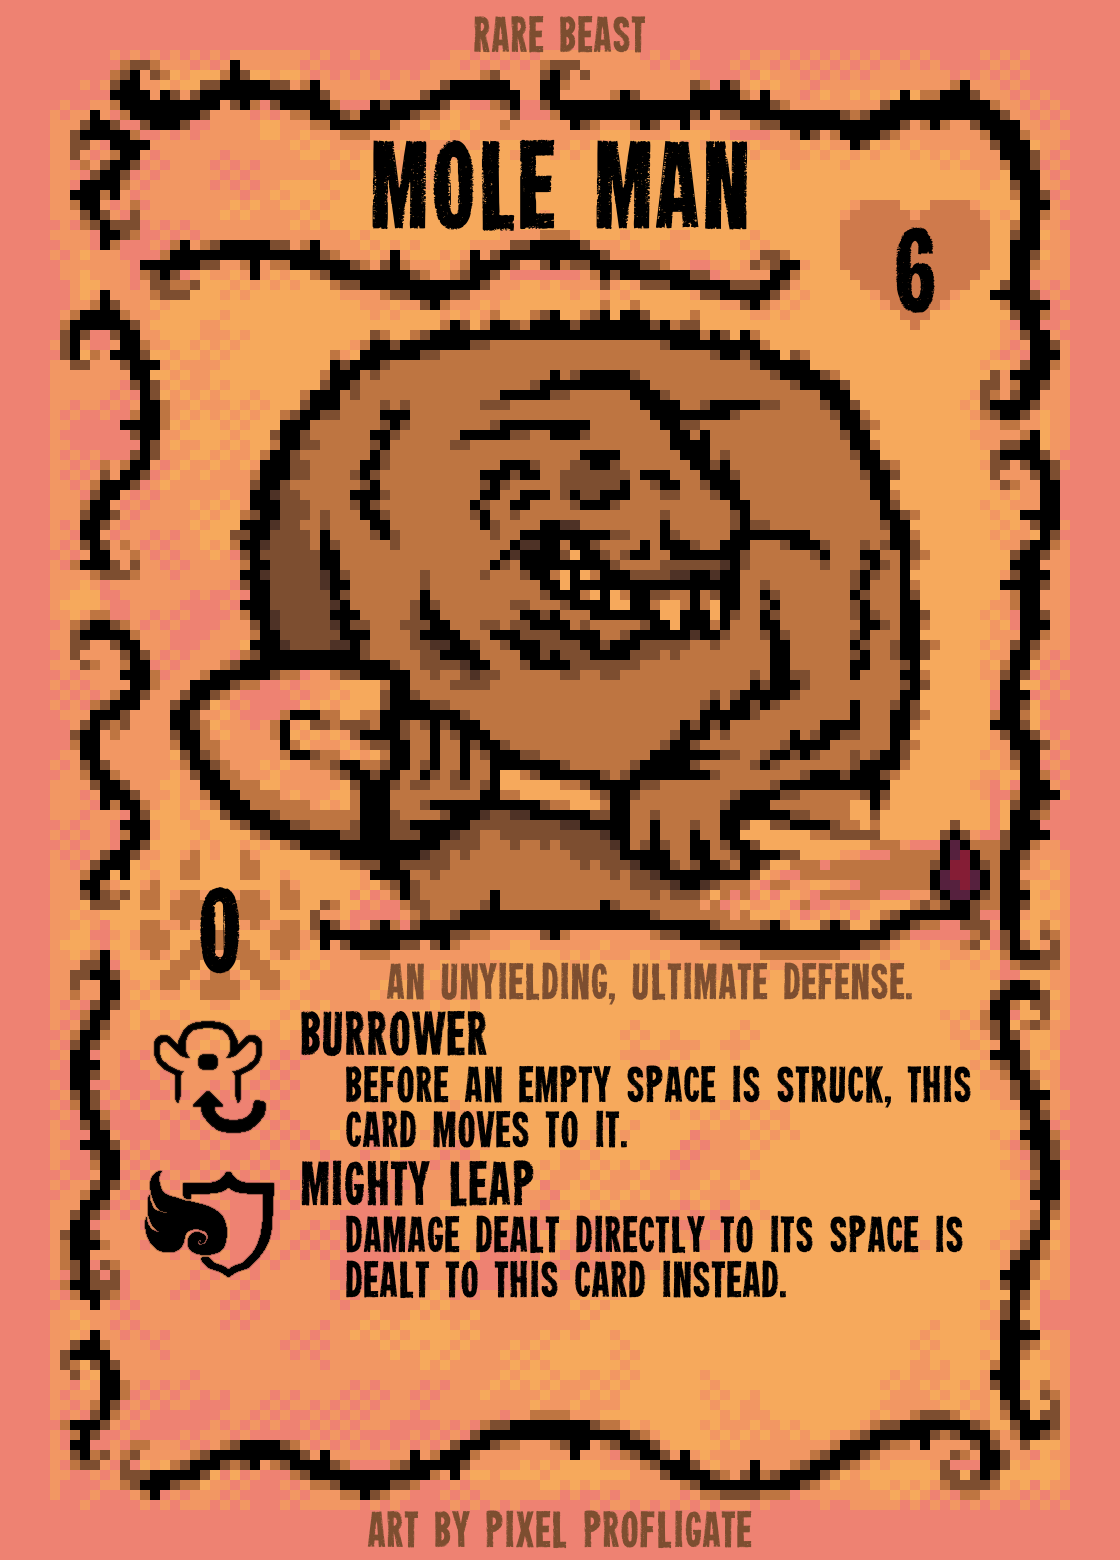 RARE BEAST
MOLE MAN
6
0
AN UNYIELDING, ULTIMATE DEFENSE.
BURROWER
BEFORE AN EMPTY SPACE IS STRUCK, THIS
CARD MOVES TO IT.
MIGHTY LEAP
DAMAGE DEALT DIRECTLY TO ITS SPACE IS
DEALT TO THIS CARD INSTEAD.
ART BY PIXEL PROFLIGATE